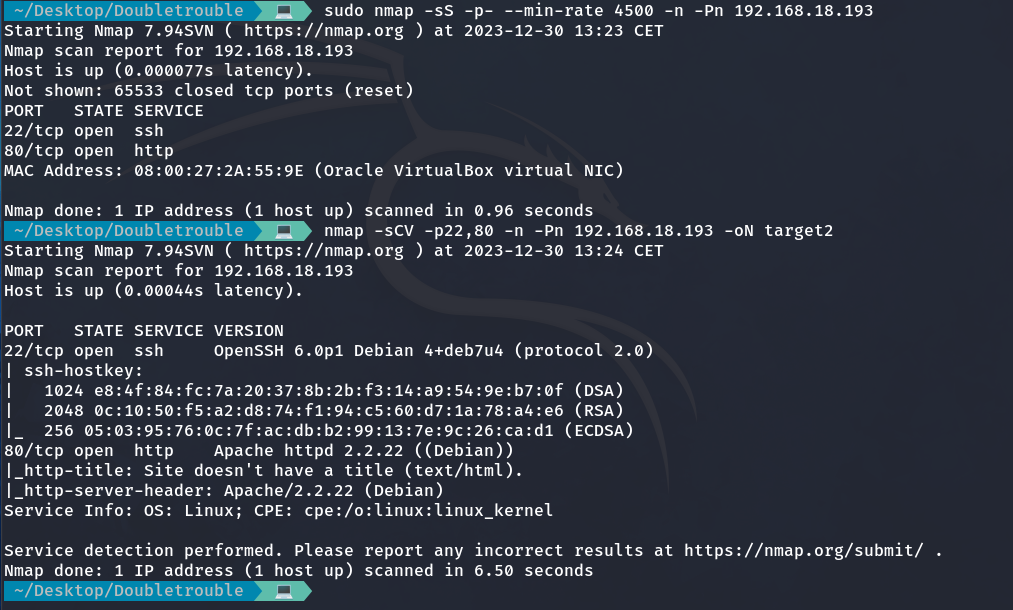 ~/Desktop/Doubletrouble sudo nmap -sS -p- --min-rate 4500 -n -Pn 192.168.18.193
Starting Nmap 7.94SVN ( https://nmap.org ) at 2023-12-30 13:23 CET
Nmap scan report for 192.168.18.193
Host is up (0.000077s latency).
Not shown: 65533 closed tcp ports (reset)
PORT   STATE SERVICE
22/tcp open  ssh
80/tcp open  http
MAC Address: 08:00:27:2A:55:9E (Oracle VirtualBox virtual NIC)

Nmap done: 1 IP address (1 host up) scanned in 0.96 seconds
~/Desktop/Doubletrouble nmap -sCV -p22,80 -n -Pn 192.168.18.193 -oN target2
Starting Nmap 7.94SVN ( https://nmap.org ) at 2023-12-30 13:24 CET
Nmap scan report for 192.168.18.193
Host is up (0.00044s latency).

PORT   STATE SERVICE VERSION
22/tcp open  ssh     OpenSSH 6.0p1 Debian 4+deb7u4 (protocol 2.0)
| ssh-hostkey:
|   1024 e8:4f:84:fc:7a:20:37:8b:2b:f3:14:a9:54:9e:b7:0f (DSA)
|   2048 0c:10:50:f5:a2:d8:74:f1:94:c5:60:d7:1a:78:a4:e6 (RSA)
|_  256 05:03:95:76:0c:7f:ac:db:b2:99:13:7e:9c:26:ca:d1 (ECDSA)
80/tcp open  http    Apache httpd 2.2.22 ((Debian))
|_http-title: Site doesn't have a title (text/html).
|_http-server-header: Apache/2.2.22 (Debian)
Service Info: OS: Linux; CPE: cpe:/o:linux:linux_kernel

Service detection performed. Please report any incorrect results at https://nmap.org/submit/ .
Nmap done: 1 IP address (1 host up) scanned in 6.50 seconds
~/Desktop/Doubletrouble